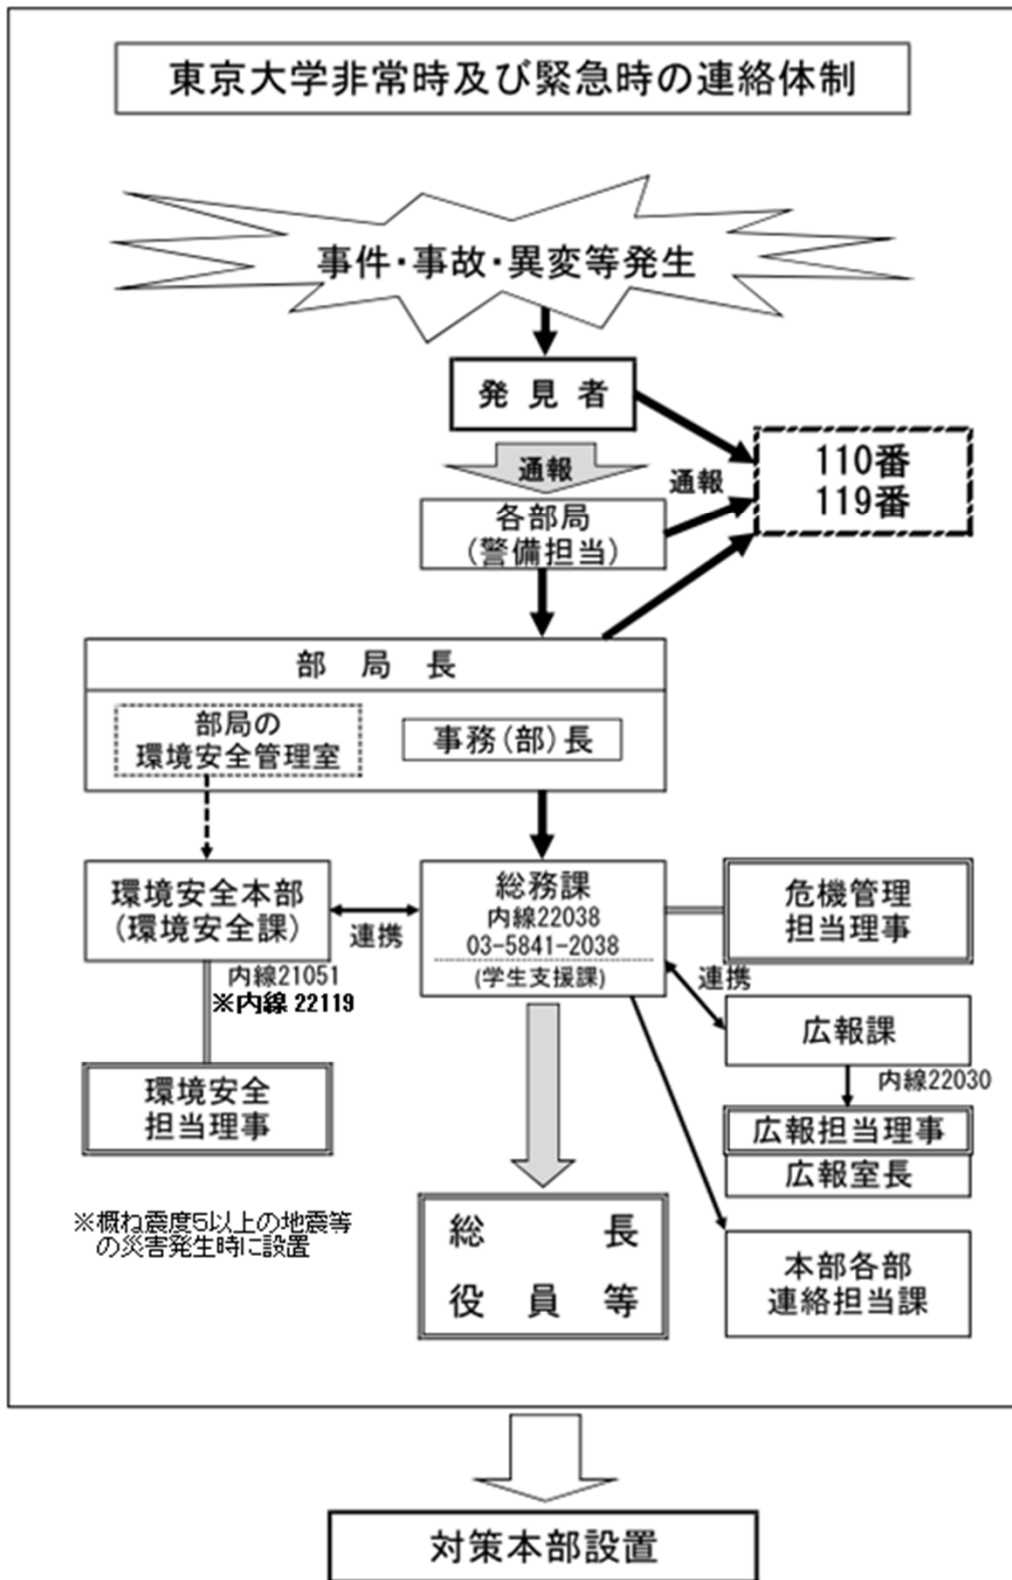 東京大学非常時及び緊急時の連絡体制
事件・事故・異変等発生
発見者
通報
通報
110番
119番
各部局
(警備担当)
部局長
部局の
環境安全管理室
事務(部)長
環境安全本部
(環境安全課)
連携
総務課
内線22038
03-5841-2038
(学生支援課)
危機管理
担当理事
内線21051
※内線 22119
連携
広報課
内線22030
環境安全
担当理事
広報担当理事
広報室長
※概ね震度5以上の地震等
の災害発生時に設置
総長
役員等
本部各部
連絡担当課
対策本部設置